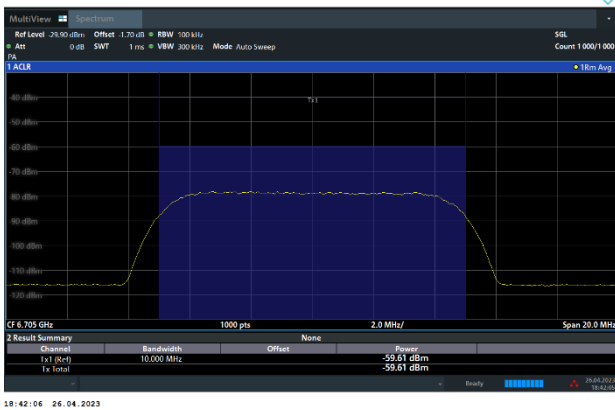 MultiView Spectrum
Ref Level -29.90 dBm Offset -1.70 dB RBW 100 kHz SGL
Att 0 dB SWT 1 ms VBW 300 kHz Mode Auto Sweep Count 1000/1000
PA
1 ACLR 1Rm Avg
Tx1
-40 dBm
-50 dBm
-60 dBm
-70 dBm
-80 dBm
-90 dBm
-100 dBm
-110 dBm
-120 dBm
CF 6.705 GHz 1000 pts 2.0 MHz/ Span 20.0 MHz
2 Result Summary None
Channel Bandwidth Offset Power
Tx1 (Ref) 10.000 MHz -59.61 dBm
Tx Total -59.61 dBm
Ready 26.04.2023
18:42:05
18:42:06 26.04.2023